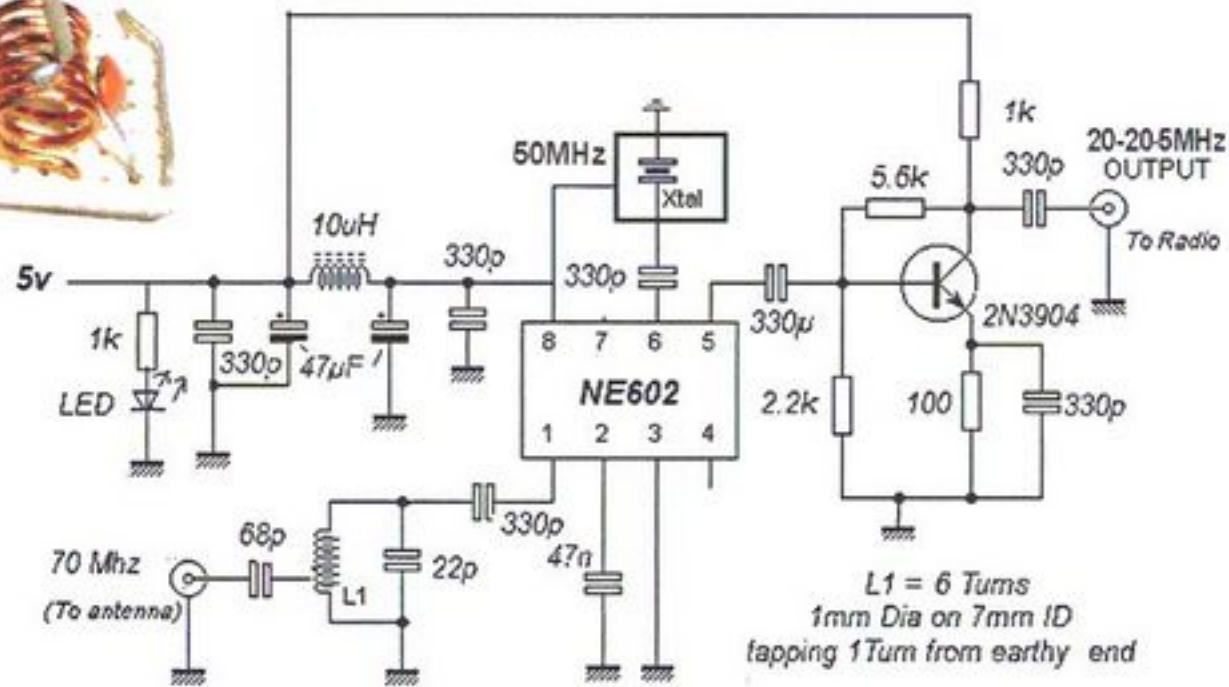 1k
20-20.5MHz
OUTPUT
330p
50MHz
Xtal
5.6k
To Radio
10uH
330p
330p
5v
1k
330p
47µF
LED
330µ
2N3904
8 7 6 5
NE602
1 2 3 4
2.2k
100
330p
330p
68p
22p
47n
70 Mhz
(To antenna)
L1
L1 = 6 Turns
1mm Dia on 7mm ID
tapping 1Turn from earthy end